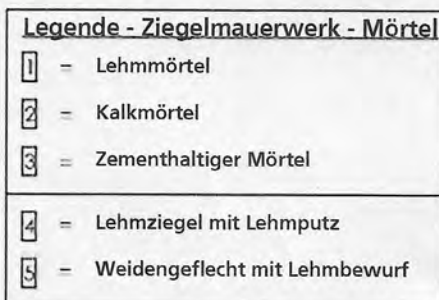 Legende - Ziegelmauerwerk - Mörtel
1 = Lehmmörtel
2 = Kalkmörtel
3 = Zementhaltiger Mörtel
4 = Lehmziegel mit Lehmputz
5 = Weidengeflecht mit Lehmbewurf